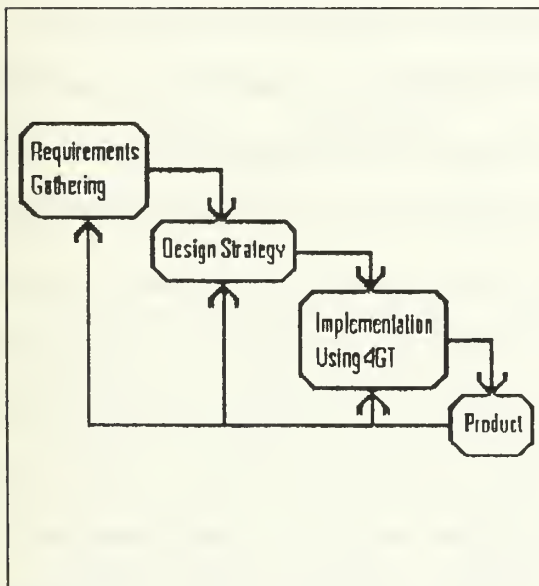 Requirements
Gathering
Design Strategy
Implementation
Using 4GT
Product